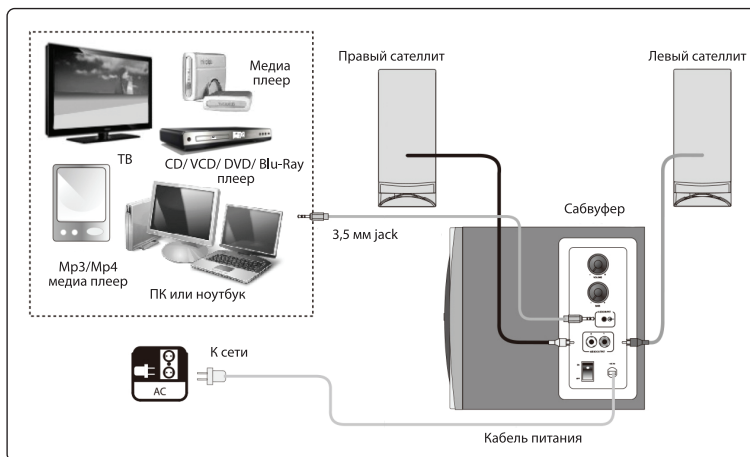 Медиа
плеер
ТВ
CD/ VCD/ DVD/ Blu-Ray
плеер
Mp3/Mp4
медиа плеер
ПК или ноутбук
3,5 мм jack
Правый сателлит
Левый сателлит
Сабвуфер
К сети
AC
Кабель питания